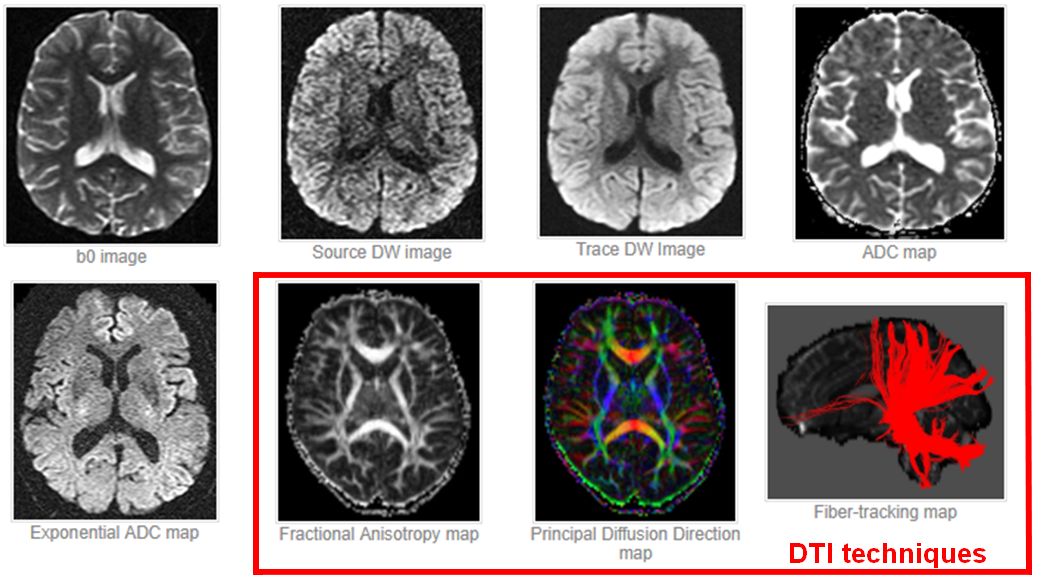 b0 image
Source DW image
Trace DW Image
ADC map
Exponential ADC map
Fractional Anisotropy map
Principal Diffusion Direction
map
Fiber-tracking map
DTI techniques